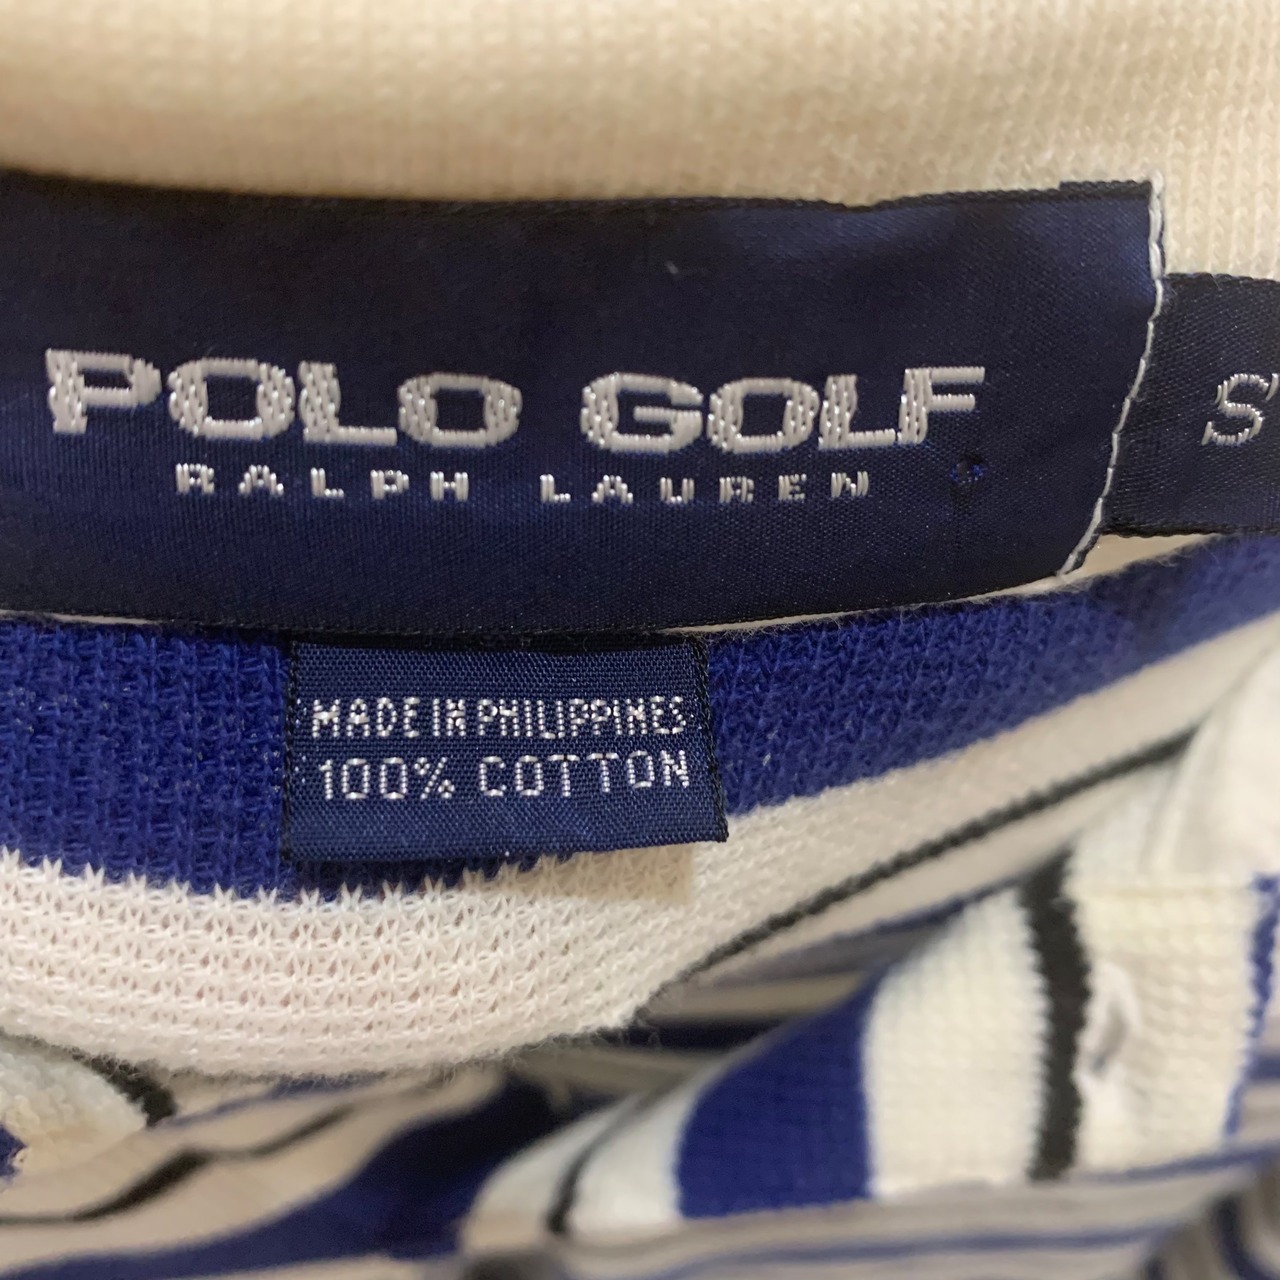 POLO GOLF
RALPH LAUREN
S
MADE IN PHILIPPINES
100% COTTON